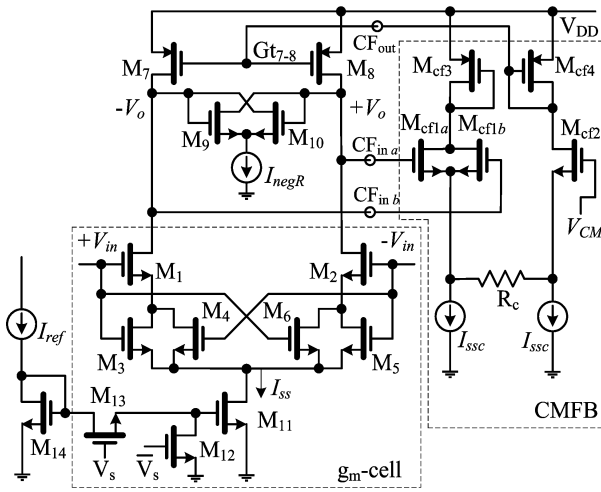 V_DD
CF_out
Gt_7-8
M_7
M_8
M_cf3
M_cf4
-V_o
+V_o
M_cf1a
M_cf1b
M_9
M_10
CF_in a
M_cf2
I_negR
CF_in b
V_CM
+V_in
-V_in
M_1
M_2
M_4
M_6
R_c
I_ref
M_3
M_5
I_ssc
I_ssc
I_ss
M_13
M_11
CMFB
M_14
M_12
V_s
V̅_s
g_m-cell